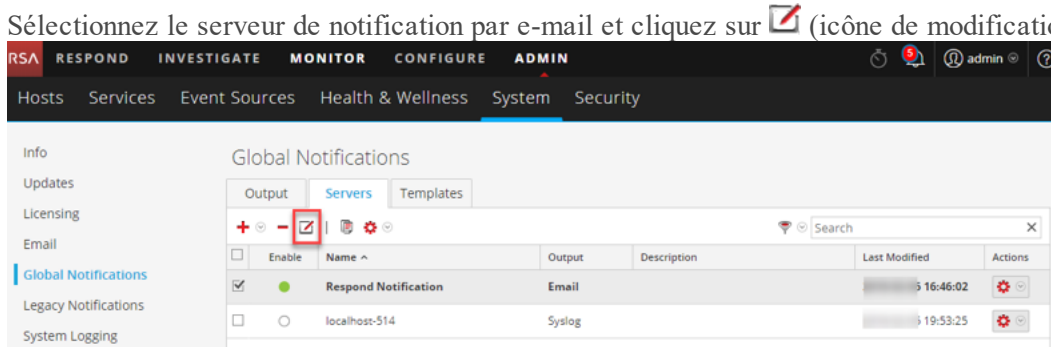 Sélectionnez le serveur de notification par e-mail et cliquez sur (icône de modificatio
RSA RESPOND INVESTIGATE MONITOR CONFIGURE ADMIN 5 admin ?
Hosts Services Event Sources Health & Wellness System Security
Info
Updates
Licensing
Email
Global Notifications
Legacy Notifications
System Logging
Global Notifications
Output Servers Templates
Search
Enable Name Output Description Last Modified Actions
Respond Notification Email 16:46:02
localhost-514 Syslog 19:53:25